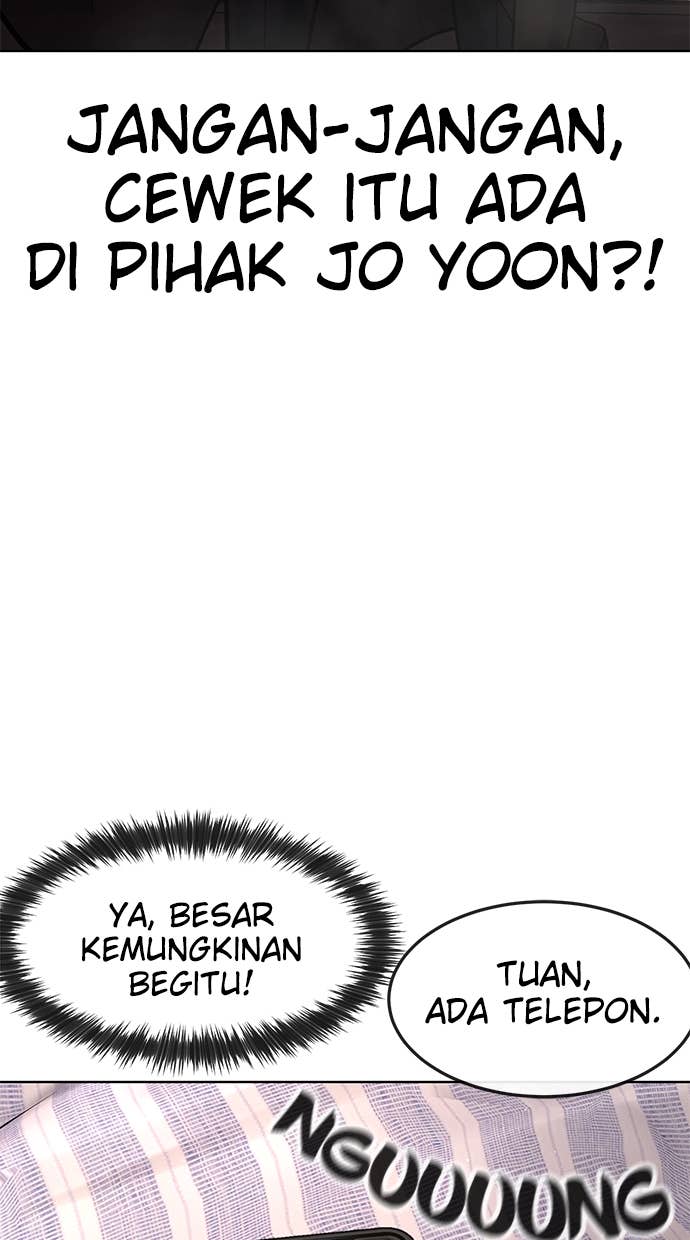 JANGAN-JANGAN,
CEWEK ITU ADA
DI PIHAK JO YOON?!
YA, BESAR
KEMUNGKINAN
BEGITU!
TUAN,
ADA TELEPON.
NGUUUUNG